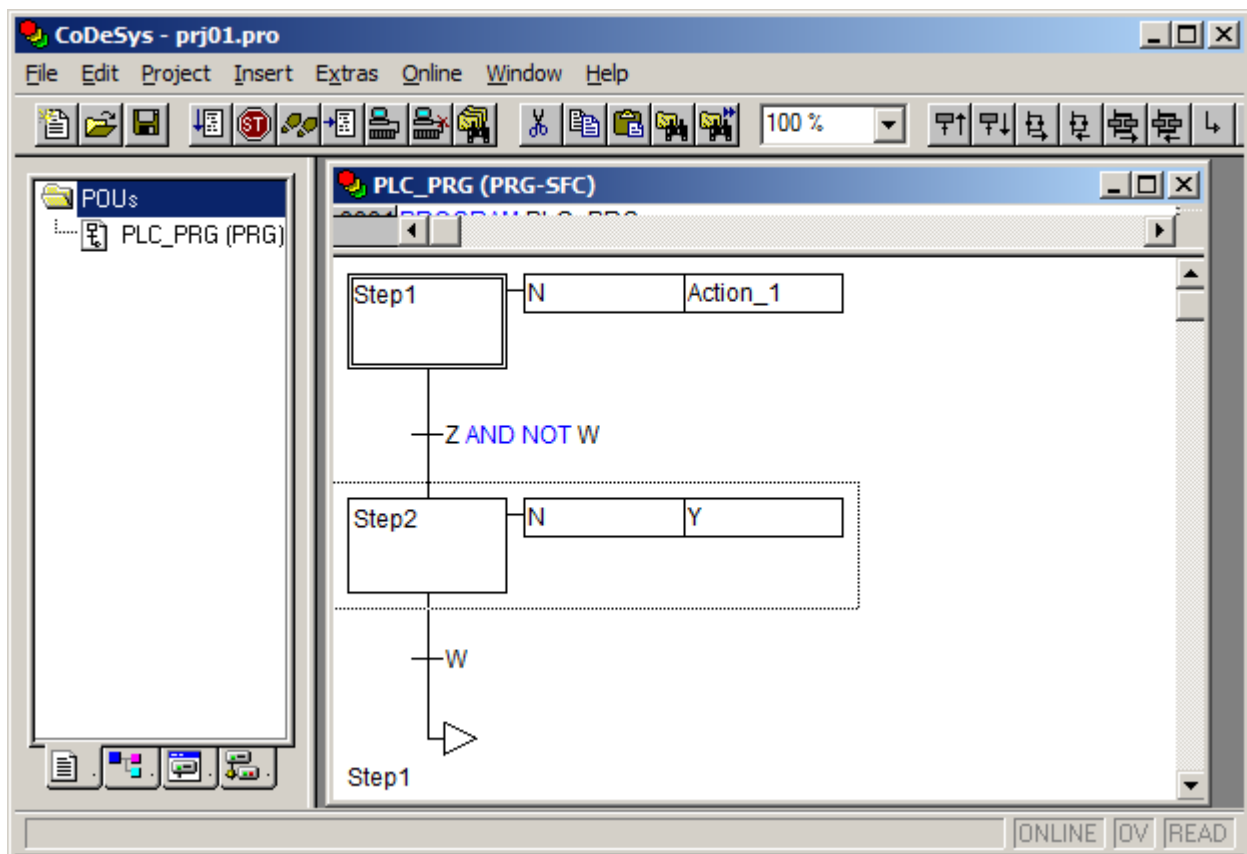 CoDeSys - prj01.pro
File Edit Project Insert Extras Online Window Help
ST
100 %
POUs
PLC_PRG (PRG)
PLC_PRG (PRG-SFC)
Step1
N
Action_1
Z AND NOT W
Step2
N
Y
W
Step1
ONLINE OV READ